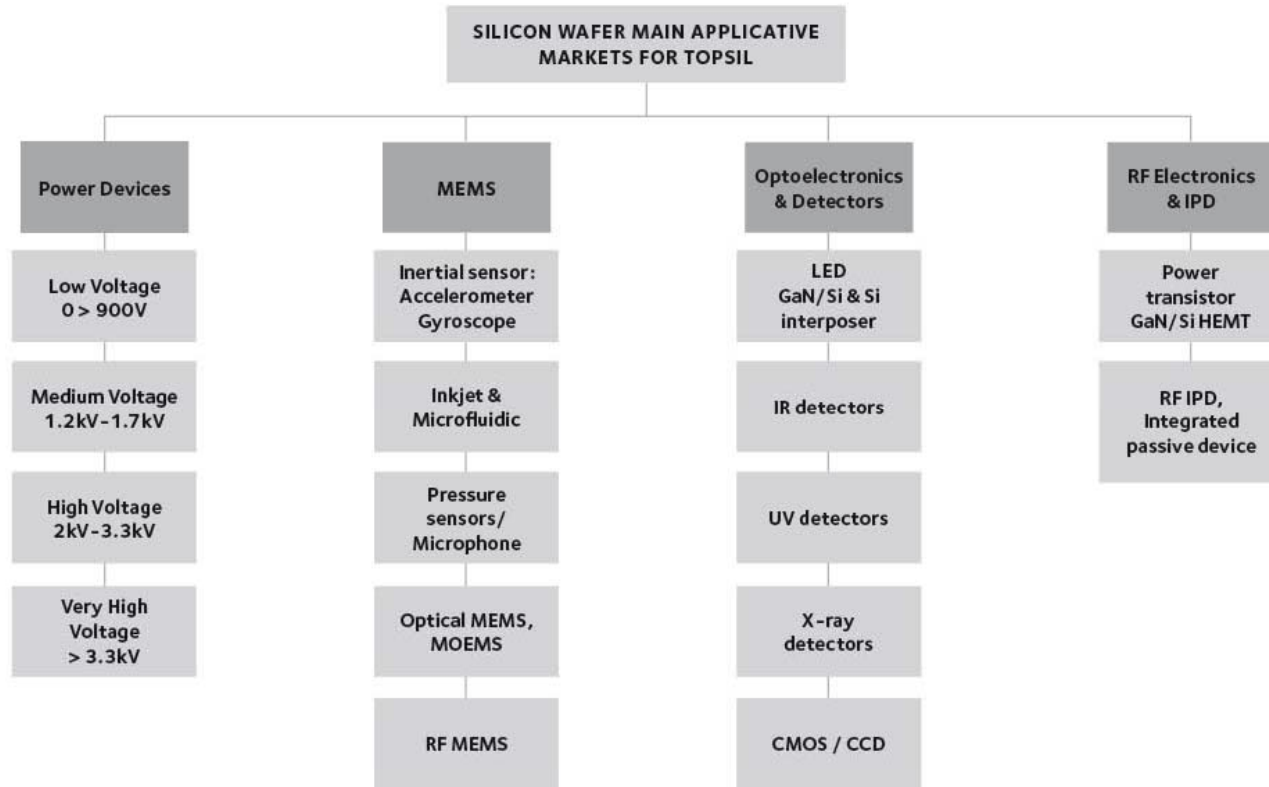 SILICON WAFER MAIN APPLICATIVE
MARKETS FOR TOPSIL
Power Devices
Low Voltage
0 > 900V
Medium Voltage
1.2kV-1.7kV
High Voltage
2kV-3.3kV
Very High
Voltage
> 3.3kV
MEMS
Inertial sensor:
Accelerometer
Gyroscope
Inkjet &
Microfluidic
Pressure
sensors/
Microphone
Optical MEMS,
MOEMS
RF MEMS
Optoelectronics
& Detectors
LED
GaN/Si & Si
interposer
IR detectors
UV detectors
X-ray
detectors
CMOS / CCD
RF Electronics
& IPD
Power
transistor
GaN/Si HEMT
RF IPD,
Integrated
passive device